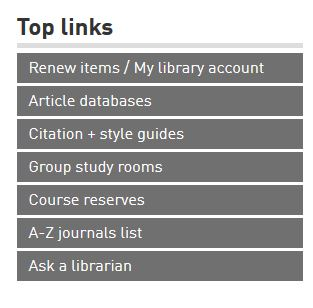 Top links
Renew items / My library account
Article databases
Citation + style guides
Group study rooms
Course reserves
A-Z journals list
Ask a librarian